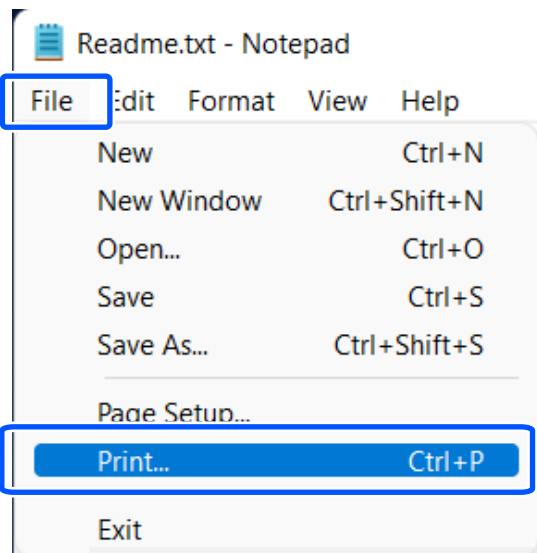 Readme.txt - Notepad
File Edit Format View Help
New Ctrl+N
New Window Ctrl+Shift+N
Open... Ctrl+O
Save Ctrl+S
Save As... Ctrl+Shift+S
Page Setup...
Print... Ctrl+P
Exit